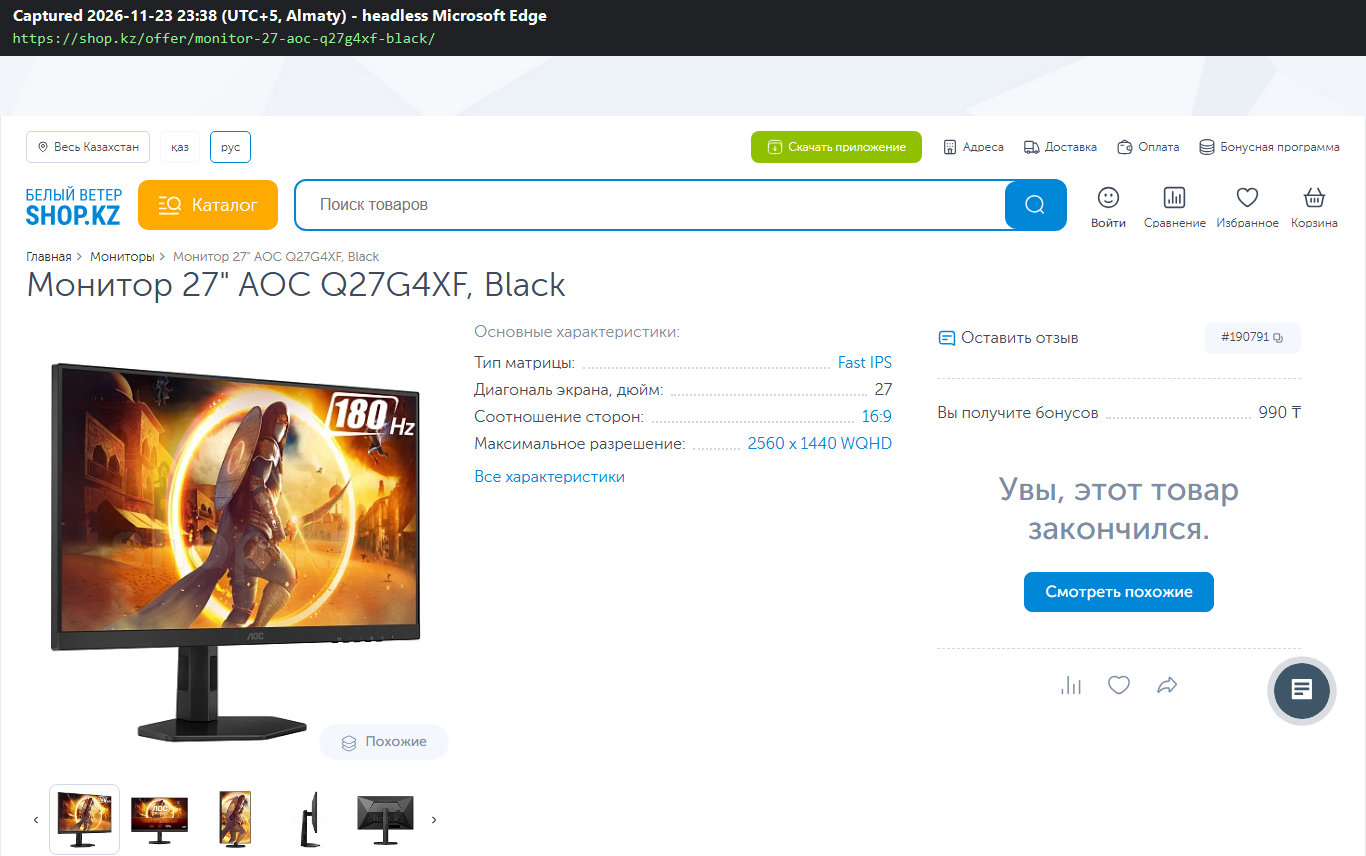 Captured 2026-11-23 23:38 (UTC+5, Almaty) - headless Microsoft Edge
https://shop.kz/offer/monitor-27-aoc-q27g4xf-black/
Весь Казахстан
қаз
рус
Скачать приложение
Адреса
Доставка
Оплата
Бонусная программа
БЕЛЫЙ ВЕТЕР
SHOP.KZ
Каталог
Поиск товаров
Войти
Сравнение
Избранное
Корзина
Главная > Мониторы > Монитор 27" AOC Q27G4XF, Black
Монитор 27" AOC Q27G4XF, Black
180 Hz
AOC
Похожие
Основные характеристики:
Тип матрицы: Fast IPS
Диагональ экрана, дюйм: 27
Соотношение сторон: 16:9
Максимальное разрешение: 2560 x 1440 WQHD
Все характеристики
Оставить отзыв
#190791
Вы получите бонусов 990 ₸
Увы, этот товар
закончился.
Смотреть похожие